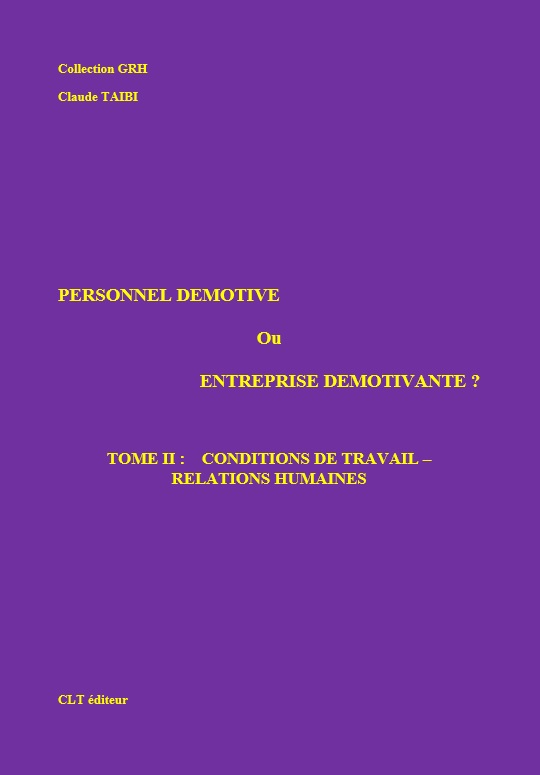 Collection GRH
Claude TAIBI
PERSONNEL DEMOTIVE
Ou
ENTREPRISE DEMOTIVANTE ?
TOME II : CONDITIONS DE TRAVAIL –
RELATIONS HUMAINES
CLT éditeur